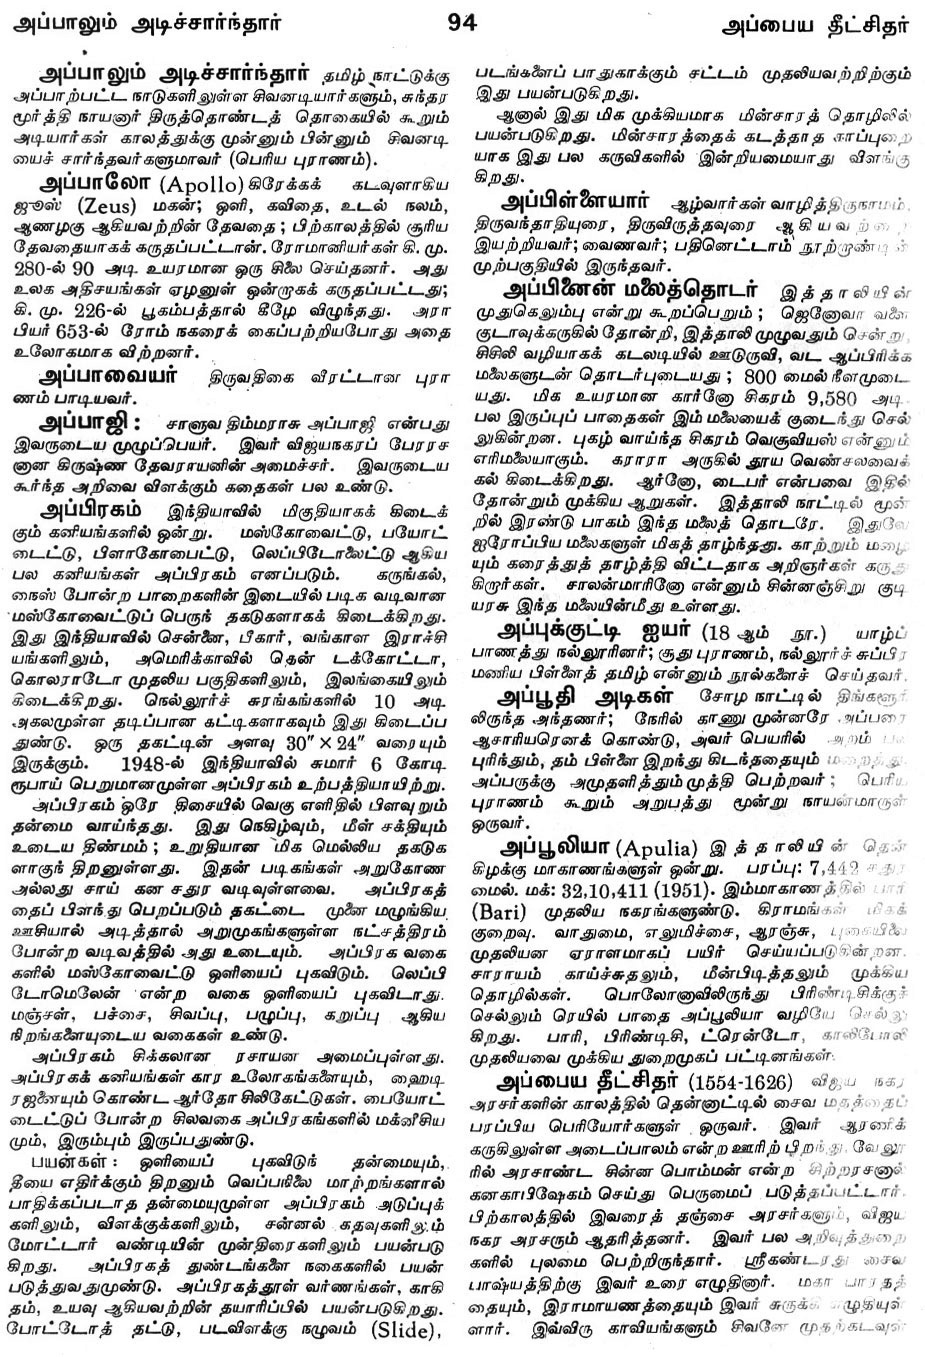 அப்பாலும் அடிச்சார்ந்தார்
94
அப்பைய தீட்சிதர்
அப்பாலும் அடிச்சார்ந்தார் தமிழ் நாட்டுக்கு
அப்பாற்பட்ட நாடுகளிலுள்ள சிவனடியார்களும், சுந்தர
மூர்த்தி நாயனார் திருத்தொண்டத் தொகையில் கூறும்
அடியார்கள் காலத்துக்கு முன்னும் பின்னும் சிவனடி
யைச் சார்ந்தவர்களுமாவர் (பெரிய புராணம்).
அப்பாலோ (Apollo) கிரேக்கக் கடவுளாகிய
ஜூஸ் (Zeus) மகன்; ஒளி, கவிதை, உடல் நலம்,
ஆணழகு ஆகியவற்றின் தேவதை; பிற்காலத்தில் சூரிய
தேவதையாகக் கருதப்பட்டான். ரோமானியர்கள் கி. மு.
280-ல் 90 அடி உயரமான ஒரு சிலை செய்தனர். அது
உலக அதிசயங்கள் ஏழனுள் ஒன்றாகக் கருதப்பட்டது;
கி. மு. 226-ல் பூகம்பத்தால் கீழே விழுந்தது. அரா
பியர் 653-ல் ரோம் நகரைக் கைப்பற்றியபோது அதை
உலோகமாக விற்றனர்.
அப்பாவையர் திருவதிகை வீரட்டான புரா
ணம் பாடியவர்.
அப்பாஜி : சாளுவ திம்மராசு அப்பாஜி என்பது
இவருடைய முழுப்பெயர். இவர் விஜயநகரப் பேரரச
னான கிருஷ்ண தேவராயனின் அமைச்சர். இவருடைய
கூர்ந்த அறிவை விளக்கும் கதைகள் பல உண்டு.
அப்பிரகம் இந்தியாவில் மிகுதியாகக் கிடைக்
கும் கனியங்களில் ஒன்று. மஸ்கோவைட்டு, பயோட்
டைட்டு, பிளாகோபைட்டு, லெப்பிடோலைட்டு ஆகிய
பல கனியங்கள் அப்பிரகம் எனப்படும். கருங்கல்,
நைஸ் போன்ற பாறைகளின் இடையில் படிக வடிவான
மஸ்கோவைட்டுப் பெருந் தகடுகளாகக் கிடைக்கிறது.
இது இந்தியாவில் சென்னை, பீகார், வங்காள இராச்சி
யங்களிலும், அமெரிக்காவில் தென் டக்கோட்டா,
கொலராடோ முதலிய பகுதிகளிலும், இலங்கையிலும்
கிடைக்கிறது. நெல்லூர்ச் சுரங்கங்களில் 10 அடி
அகலமுள்ள தடிப்பான கட்டிகளாகவும் இது கிடைப்ப
துண்டு. ஒரு தகட்டின் அளவு 30″ × 24″ வரையும்
இருக்கும். 1948-ல் இந்தியாவில் சுமார் 6 கோடி
ரூபாய் பெறுமானமுள்ள அப்பிரகம் உற்பத்தியாயிற்று.
அப்பிரகம் ஒரே திசையில் வெகு எளிதில் பிளவுறும்
தன்மை வாய்ந்தது. இது நெகிழ்வும், மீள் சக்தியும்
உடைய திண்மம்; உறுதியான மிக மெல்லிய தகடுக
ளாகுந் திறனுள்ளது. இதன் படிகங்கள் அறுகோண
அல்லது சாய் கன சதுர வடிவுள்ளவை. அப்பிரகத்
தைப் பிளந்து பெறப்படும் தகட்டை முனை மழுங்கிய
ஊசியால் அடித்தால் அறுமுகங்களுள்ள நட்சத்திரம்
போன்ற வடிவத்தில் அது உடையும். அப்பிரக வகை
களில் மஸ்கோவைட்டு ஒளியைப் புகவிடும். லெப்பி
டோமெலேன் என்ற வகை ஒளியைப் புகவிடாது.
மஞ்சள், பச்சை, சிவப்பு, பழுப்பு, கறுப்பு ஆகிய
நிறங்களையுடைய வகைகள் உண்டு.
அப்பிரகம் சிக்கலான ரசாயன அமைப்புள்ளது.
அப்பிரகக் கனியங்கள் கார உலோகங்களையும், ஹைடி
ரஜனையும் கொண்ட ஆர்தோ சிலிகேட்டுகள். பையோட்
டைட்டுப் போன்ற சிலவகை அப்பிரகங்களில் மக்னீசிய
மும், இரும்பும் இருப்பதுண்டு.
பயன்கள் : ஒளியைப் புகவிடுந் தன்மையும்,
தீயை எதிர்க்கும் திறனும் வெப்பநிலை மாற்றங்களால்
பாதிக்கப்படாத தன்மையுமுள்ள அப்பிரகம் அடுப்புக்
களிலும், விளக்குக்களிலும், சன்னல் கதவுகளிலும்
மோட்டார் வண்டியின் முன்திரைகளிலும் பயன்படு
கிறது. அப்பிரகத் துண்டங்களை நகைகளில் பயன்
படுத்துவதுமுண்டு. அப்பிரகத்தூள் வர்ணங்கள், காகி
தம், உயவு ஆகியவற்றின் தயாரிப்பில் பயன்படுகிறது.
போட்டோத் தட்டு, படவிளக்கு நழுவம் (Slide),
படங்களைப் பாதுகாக்கும் சட்டம் முதலியவற்றிற்கும்
இது பயன்படுகிறது.
ஆனால் இது மிக முக்கியமாக மின்சாரத் தொழிலில்
பயன்படுகிறது. மின்சாரத்தைக் கடத்தாத காப்புறை
யாக இது பல கருவிகளில் இன்றியமையாது விளங்கு
கிறது.
அப்பிள்ளையார் ஆழ்வார்கள் வாழித்திருநாமம்,
திருவந்தாதியுரை, திருவிருத்தவுரை ஆகியவற்றை
இயற்றியவர்; வைணவர்; பதினெட்டாம் நூற்றாண்டின்
முற்பகுதியில் இருந்தவர்.
அப்பினைன் மலைத்தொடர் இத்தாலியின்
முதுகெலும்பு என்று கூறப்பெறும்; ஜெனோவா வளை
குடாவுக்கருகில் தோன்றி, இத்தாலி முழுவதும் சென்று,
சிசிலி வழியாகக் கடலடியில் ஊடுருவி, வட ஆப்பிரிக்க
மலைகளுடன் தொடர்புடையது; 800 மைல் நீளமுடை
யது. மிக உயரமான கார்னோ சிகரம் 9,580 அடி.
பல இருப்புப் பாதைகள் இம் மலையைக் குடைந்து செல்
லுகின்றன. புகழ் வாய்ந்த சிகரம் வெசூவியஸ் என்னும்
எரிமலையாகும். கராரா அருகில் தூய வெண்சலவைக்
கல் கிடைக்கிறது. ஆர்னோ, டைபர் என்பவை இதில்
தோன்றும் முக்கிய ஆறுகள். இத்தாலி நாட்டில் மூன்
றில் இரண்டு பாகம் இந்த மலைத் தொடரே. இதுவே
ஐரோப்பிய மலைகளுள் மிகத் தாழ்ந்தது. காற்றும் மழை
யும் கரைத்துத் தாழ்த்தி விட்டதாக அறிஞர்கள் கருது
கிறார்கள். சாலன்மாரினோ என்னும் சின்னஞ்சிறு குடி
யரசு இந்த மலையின்மீது உள்ளது.
அப்புக்குட்டி ஐயர் (18 ஆம் நூ.) யாழ்ப்
பாணத்து நல்லூரினர்; சூது புராணம், நல்லூர்ச் சுப்பிர
மணிய பிள்ளைத் தமிழ் என்னும் நூல்களைச் செய்தவர்.
அப்பூதி அடிகள் சோழ நாட்டில் திங்களூரி
லிருந்த அந்தணர்; நேரில் காணு முன்னரே அப்பரை
ஆசாரியரெனக் கொண்டு, அவர் பெயரில் அறம் பல
புரிந்தும், தம் பிள்ளை இறந்து கிடந்ததையும் மறைத்து
அப்பருக்கு அமுதளித்தும் முத்தி பெற்றவர்; பெரிய
புராணம் கூறும் அறுபத்து மூன்று நாயன்மாருள்
ஒருவர்.
அப்பூலியா (Apulia) இத்தாலியின் தென்
கிழக்கு மாகாணங்களுள் ஒன்று. பரப்பு: 7,442 சதுர
மைல். மக்: 32,10,411 (1951). இம்மாகாணத்தில் பாரி
(Bari) முதலிய நகரங்களுண்டு. கிராமங்கள் மிகக்
குறைவு. வாதுமை, எலுமிச்சை, ஆரஞ்சு, புகையிலை
முதலியன ஏராளமாகப் பயிர் செய்யப்படுகின்றன.
சாராயம் காய்ச்சுதலும், மீன்பிடித்தலும் முக்கிய
தொழில்கள். பொலோனாவிலிருந்து பிரிண்டிசிக்குச்
செல்லும் ரெயில் பாதை அப்பூலியா வழியே செல்லு
கிறது. பாரி, பிரிண்டிசி, ட்ரென்டோ, காலிபோலி
முதலியவை முக்கிய துறைமுகப் பட்டினங்கள்.
அப்பைய தீட்சிதர் (1554-1626) விஜய நகர
அரசர்களின் காலத்தில் தென்னாட்டில் சைவ மதத்தைப்
பரப்பிய பெரியோர்களுள் ஒருவர். இவர் ஆரணிக்
கருகிலுள்ள அடைப்பாலம் என்ற ஊரிற் பிறந்து, வேலூ
ரில் அரசாண்ட சின்ன பொம்மன் என்ற சிற்றரசனால்
கனகாபிஷேகம் செய்து பெருமைப் படுத்தப்பட்டார்.
பிற்காலத்தில் இவரைத் தஞ்சை அரசர்களும், விஜய
நகர அரசரும் ஆதரித்தனர். இவர் பல அறிவுத்துறை
களில் புலமை பெற்றிருந்தார். ஸ்ரீகண்டரது சைவ
பாஷ்யத்திற்கு இவர் உரை எழுதினார். மகா பாரதத்
தையும், இராமாயணத்தையும் இவர் சுருக்கி எழுதியுள்
ளார். இவ்விரு காவியங்களும் சிவனே முதற்கடவுள்